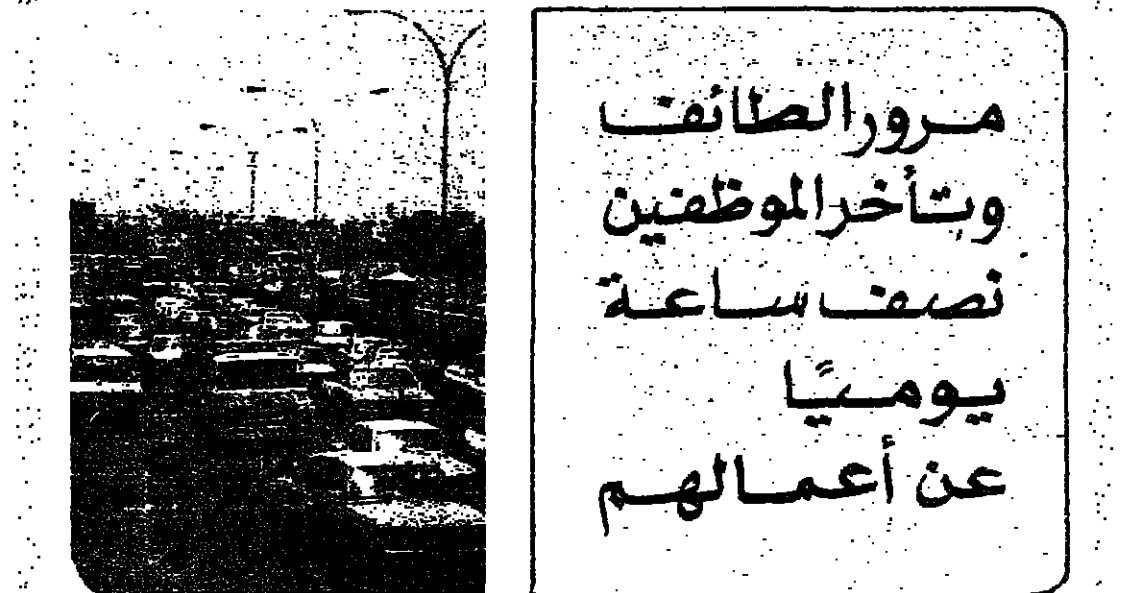 مرور الطائف
وتأخر الموظفين
نصف ساعة
يوميًا
عن أعمالهم